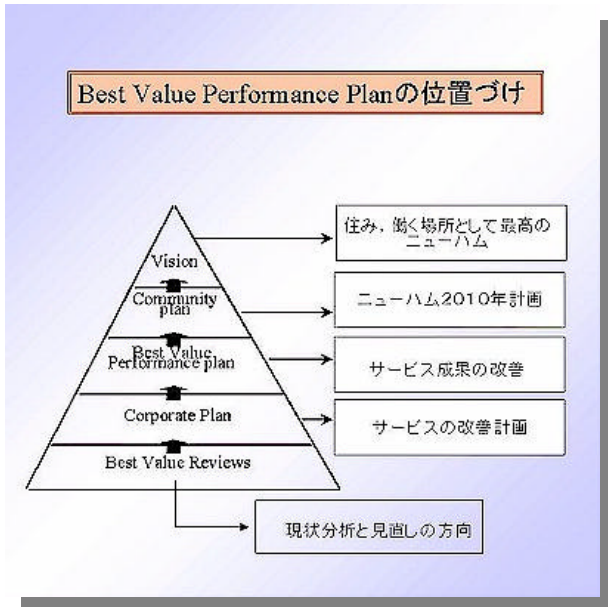 Best Value Performance Planの位置づけ
Vision
Community
plan
Best Value
Performance plan
Corporate Plan
Best Value Reviews
住み，働く場所として最高の
ニューハム
ニューハム2010年計画
サービス成果の改善
サービスの改善計画
現状分析と見直しの方向